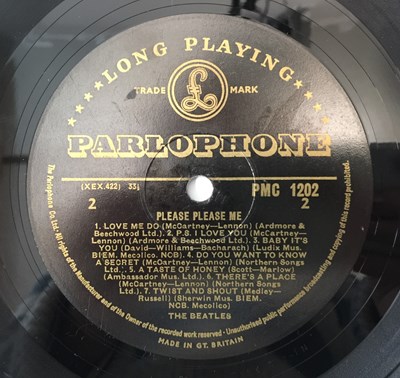 ★★★★★ LONG PLAYING ★★★★★
TRADE £ MARK
PARLOPHONE
(XEX.422) 33⅓ PMC 1202
2 2
PLEASE PLEASE ME
1. LOVE ME DO (McCartney—Lennon) (Ardmore &
Beechwood Ltd.) 2. P.S. I LOVE YOU (McCartney—
Lennon) (Ardmore & Beechwood Ltd.) 3. BABY IT'S
YOU (David—Williams—Bacharach) (Ludix Mus.
BIEM. Mecolico. NCB) 4. DO YOU WANT TO KNOW
A SECRET (McCartney—Lennon) (Northern Songs
Ltd.) 5. A TASTE OF HONEY (Scott—Marlow)
(Ambassador Mus. Ltd.) 6. THERE'S A PLACE
(McCartney—Lennon) (Northern Songs
Ltd.) 7. TWIST AND SHOUT (Medley—
Russell) (Sherwin Mus. BIEM.
NCB. Mecolico)
THE BEATLES
The Parlophone Co. Ltd. All rights of the Manufacturer and of the Owner of the recorded work reserved · Unauthorised public performance broadcasting and copying of this record prohibited
MADE IN GT. BRITAIN